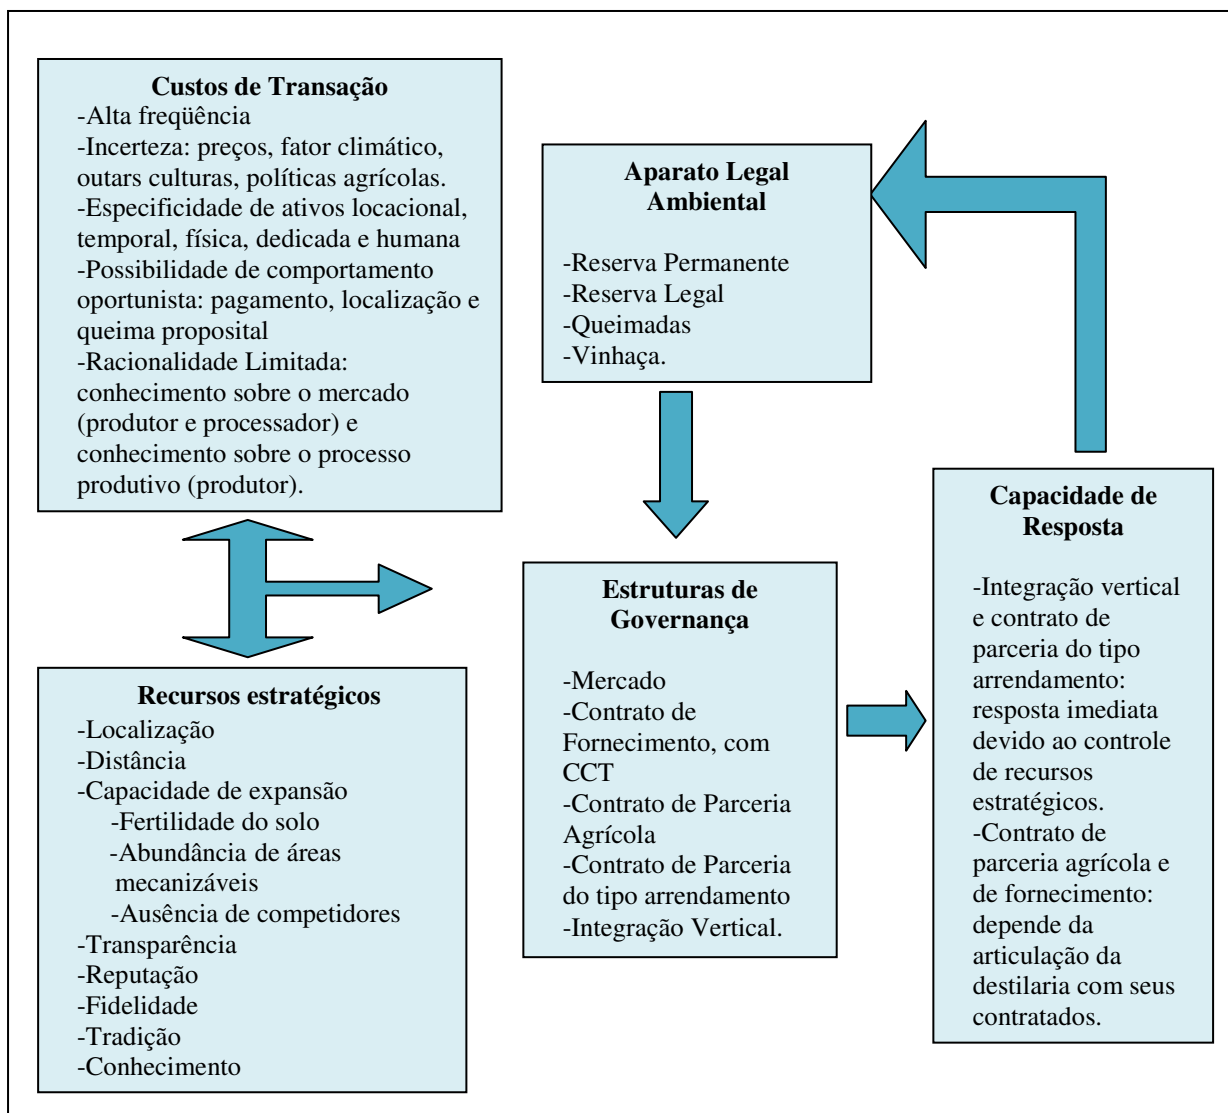 Custos de Transação
-Alta freqüência
-Incerteza: preços, fator climático,
outars culturas, políticas agrícolas.
-Especificidade de ativos locacional,
temporal, física, dedicada e humana
-Possibilidade de comportamento
oportunista: pagamento, localização e
queima proposital
-Racionalidade Limitada:
conhecimento sobre o mercado
(produtor e processador) e
conhecimento sobre o processo
produtivo (produtor).
Aparato Legal
Ambiental
-Reserva Permanente
-Reserva Legal
-Queimadas
-Vinhaça.
Recursos estratégicos
-Localização
-Distância
-Capacidade de expansão
-Fertilidade do solo
-Abundância de áreas
mecanizáveis
-Ausência de competidores
-Transparência
-Reputação
-Fidelidade
-Tradição
-Conhecimento
Estruturas de
Governança
-Mercado
-Contrato de
Fornecimento, com
CCT
-Contrato de Parceria
Agrícola
-Contrato de Parceria
do tipo arrendamento
-Integração Vertical.
Capacidade de
Resposta
-Integração vertical
e contrato de
parceria do tipo
arrendamento:
resposta imediata
devido ao controle
de recursos
estratégicos.
-Contrato de
parceria agrícola e
de fornecimento:
depende da
articulação da
destilaria com seus
contratados.